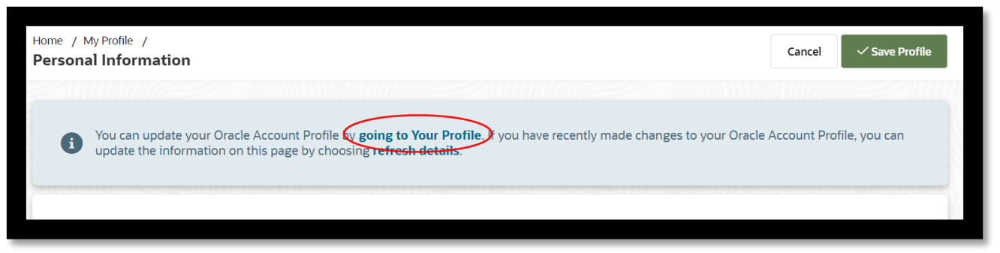 Home / My Profile /
Personal Information
Cancel
Save Profile
You can update your Oracle Account Profile by going to Your Profile. If you have recently made changes to your Oracle Account Profile, you can
update the information on this page by choosing refresh details.